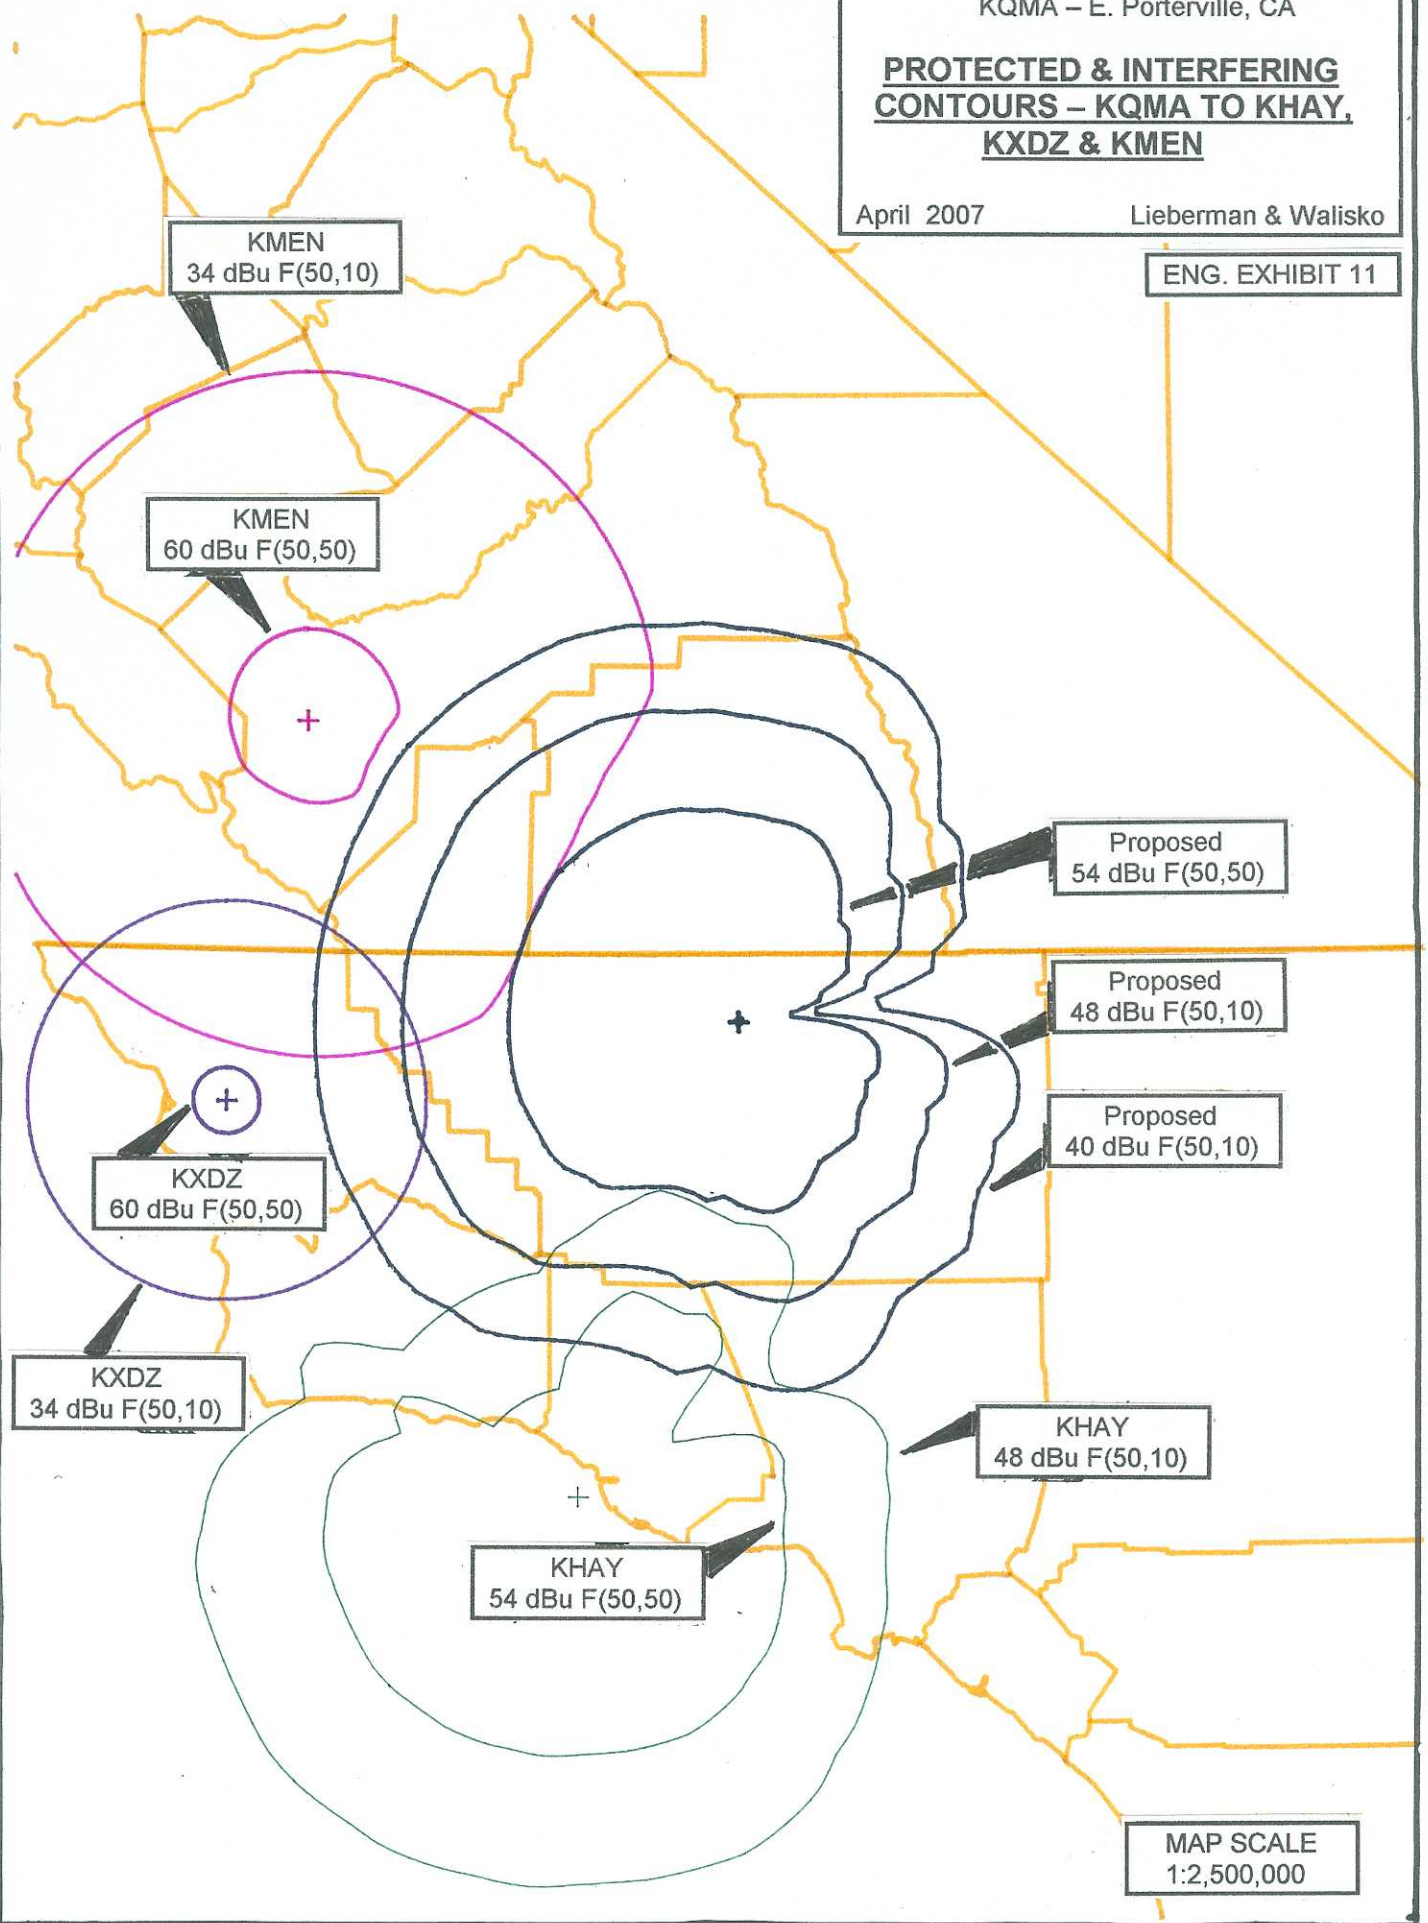 KQMA – E. Porterville, CA
PROTECTED & INTERFERING
CONTOURS – KQMA TO KHAY,
KXDZ & KMEN
April 2007 Lieberman & Walisko
ENG. EXHIBIT 11
KMEN
34 dBu F(50,10)
KMEN
60 dBu F(50,50)
Proposed
54 dBu F(50,50)
Proposed
48 dBu F(50,10)
Proposed
40 dBu F(50,10)
KXDZ
60 dBu F(50,50)
KXDZ
34 dBu F(50,10)
KHAY
48 dBu F(50,10)
KHAY
54 dBu F(50,50)
MAP SCALE
1:2,500,000